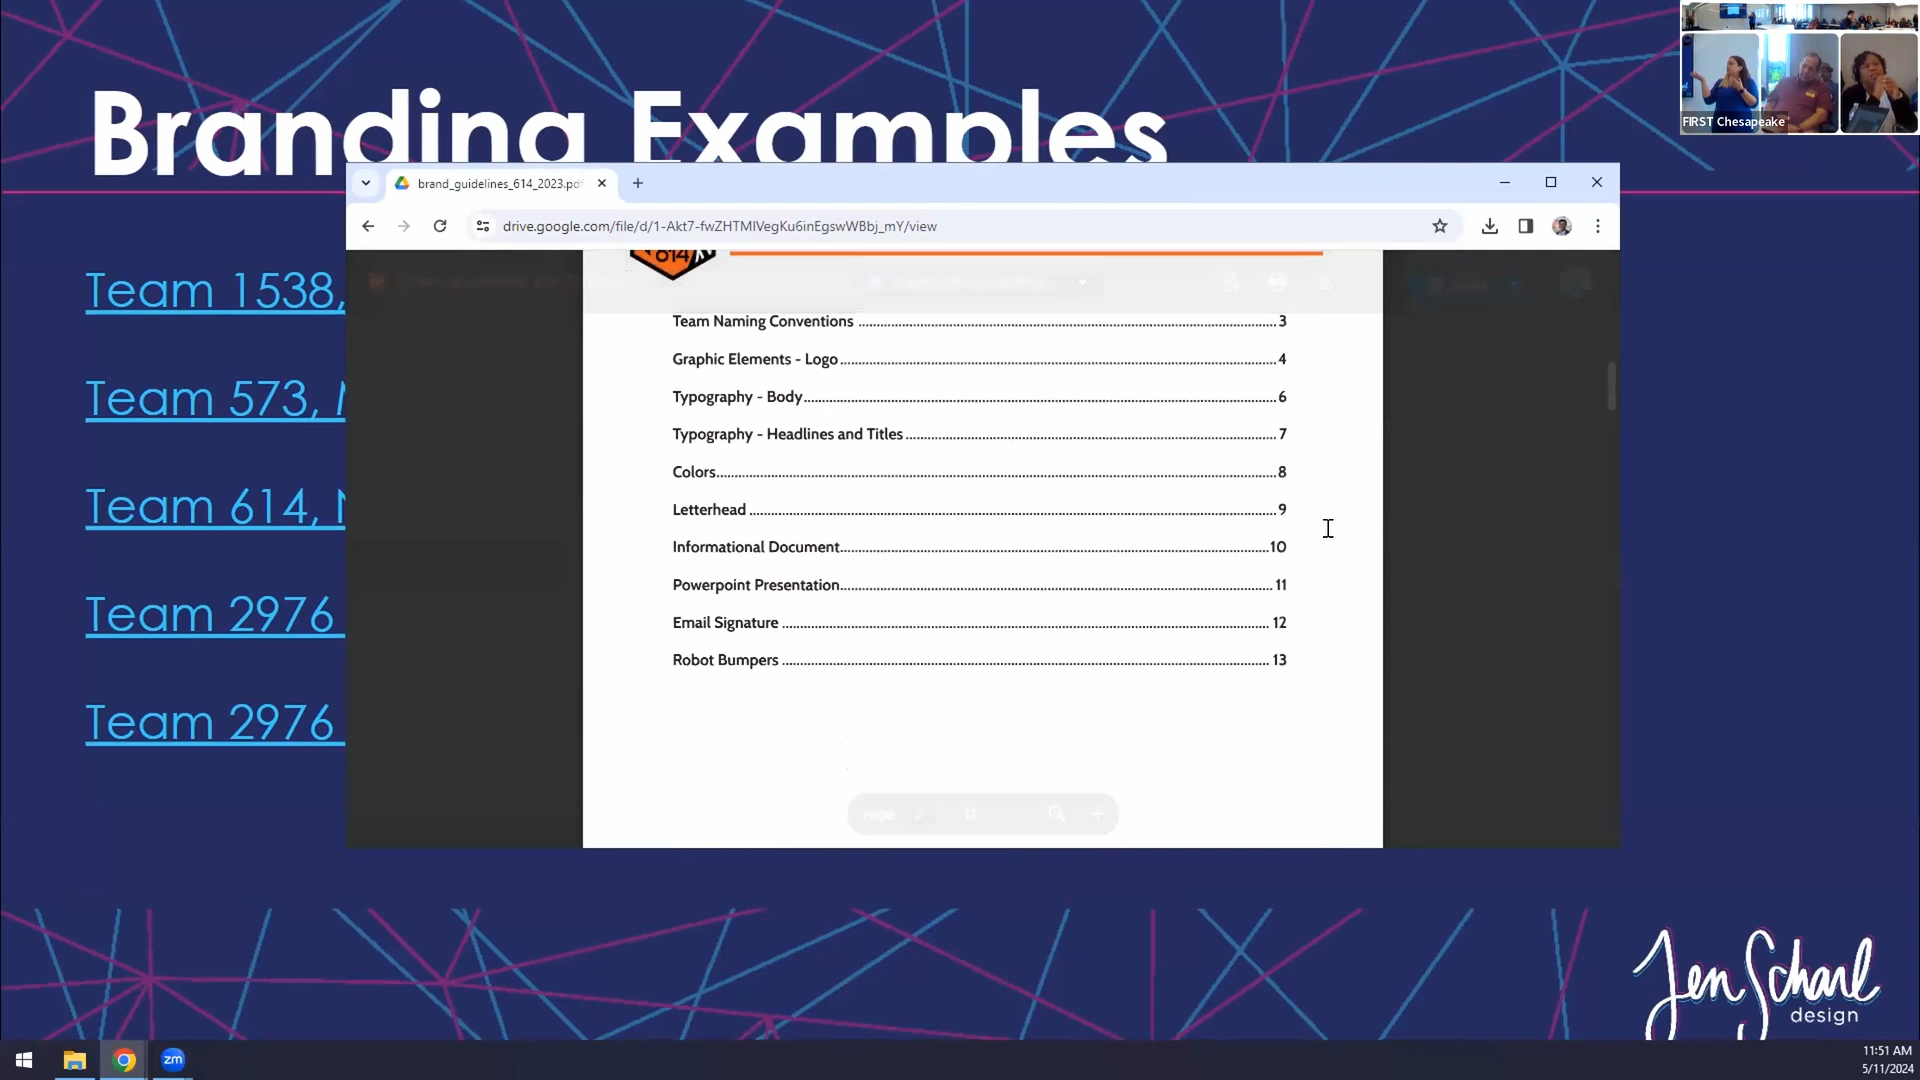 Branding Examples
FIRST Chesapeake
brand_guidelines_614_2023.pdf
drive.google.com/file/d/1-Akt7-fwZHTMIVegKu6inEgswWBbj_mY/view
614
Team Naming Conventions 3
Graphic Elements - Logo 4
Typography - Body 6
Typography - Headlines and Titles 7
Colors 8
Letterhead 9
Informational Document 10
Powerpoint Presentation 11
Email Signature 12
Robot Bumpers 13
Team 1538,
Team 573,
Team 614,
Team 2976
Team 2976
Jen Scharl
design
zm
11:51 AM
5/11/2024